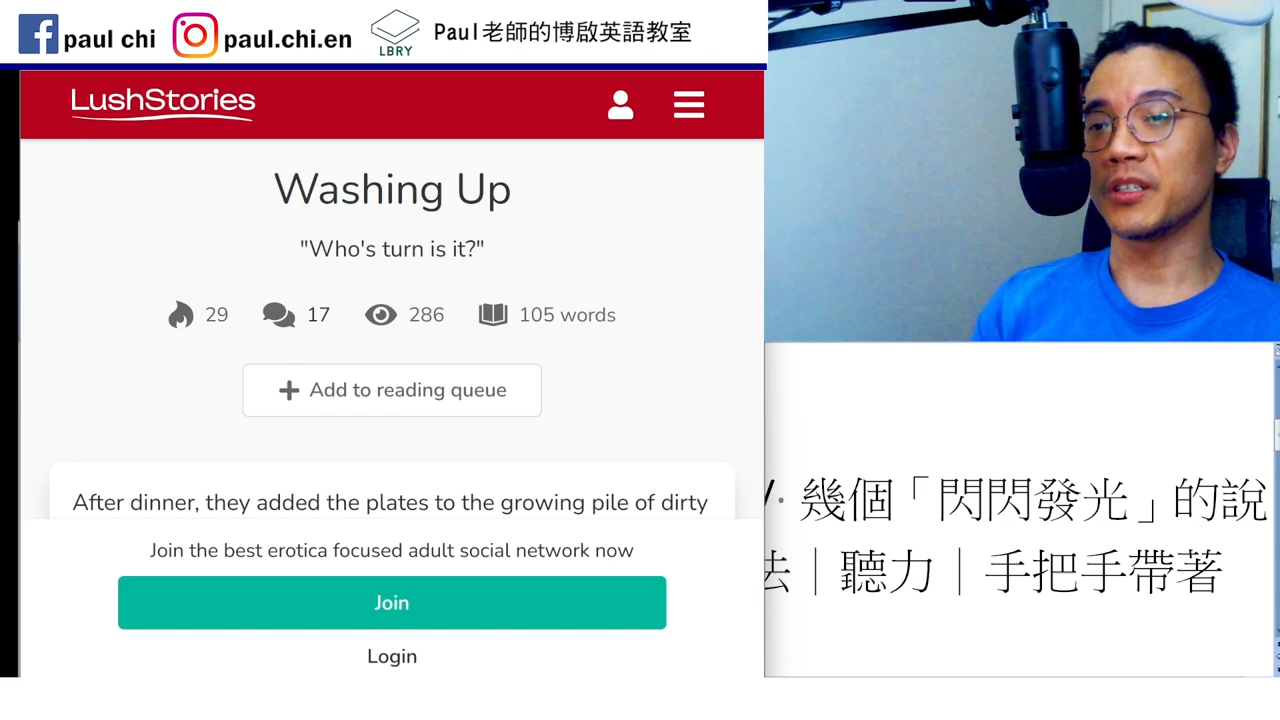 paul chi
paul.chi.en
LBRY
Paul老師的博啟英語教室
LushStories
Washing Up
"Who's turn is it?"
29
17
286
105 words
Add to reading queue
After dinner, they added the plates to the growing pile of dirty
Join the best erotica focused adult social network now
Join
Login
幾個「閃閃發光」的說
法｜聽力｜手把手帶著